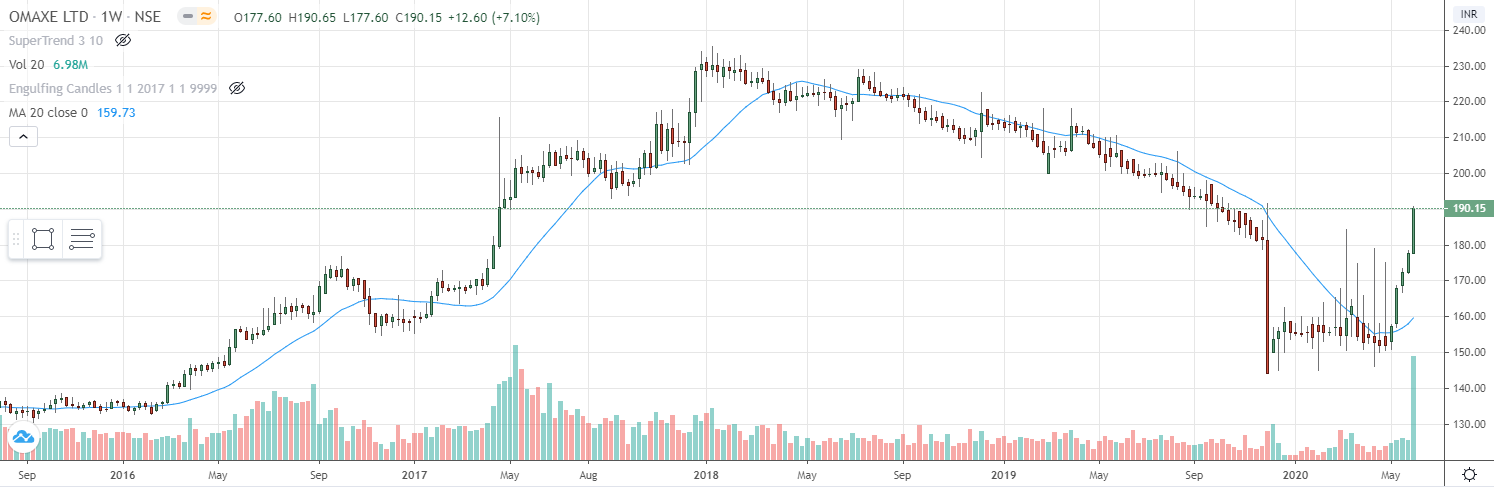 OMAXE LTD · 1W · NSE O177.60 H190.65 L177.60 C190.15 +12.60 (+7.10%)
SuperTrend 3 10
Vol 20 6.98M
Engulfing Candles 1 1 2017 1 1 9999
MA 20 close 0 159.73
INR
240.00
230.00
220.00
210.00
200.00
190.15
180.00
170.00
160.00
150.00
140.00
130.00
Sep 2016 May Sep 2017 May Aug 2018 May Sep 2019 May Sep 2020 May